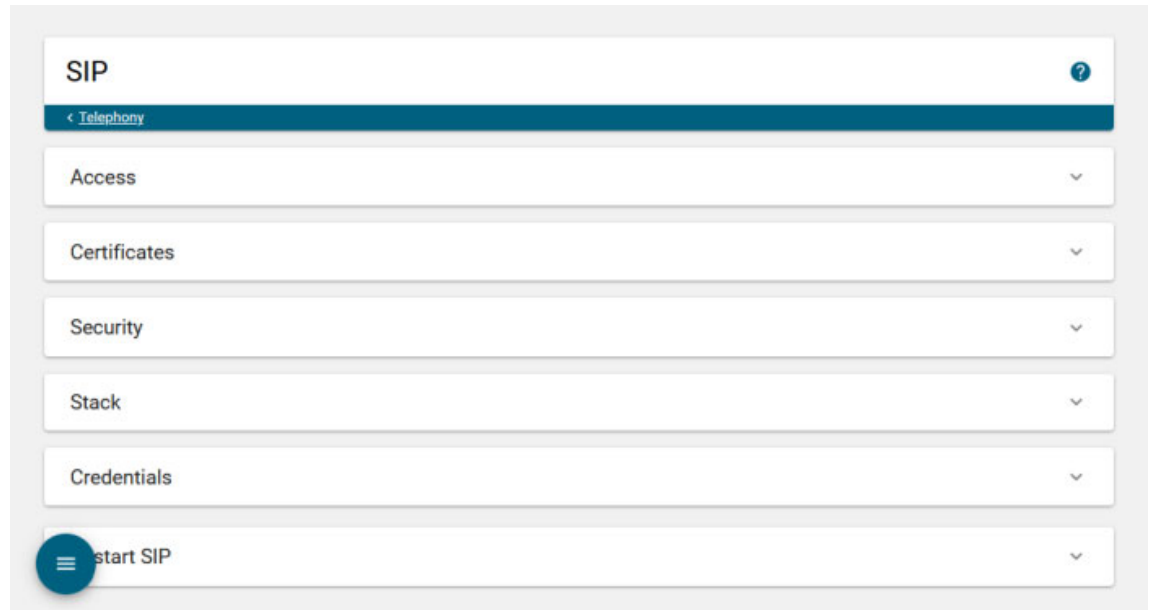 SIP
?
< Telephony
Access
Certificates
Security
Stack
Credentials
start SIP